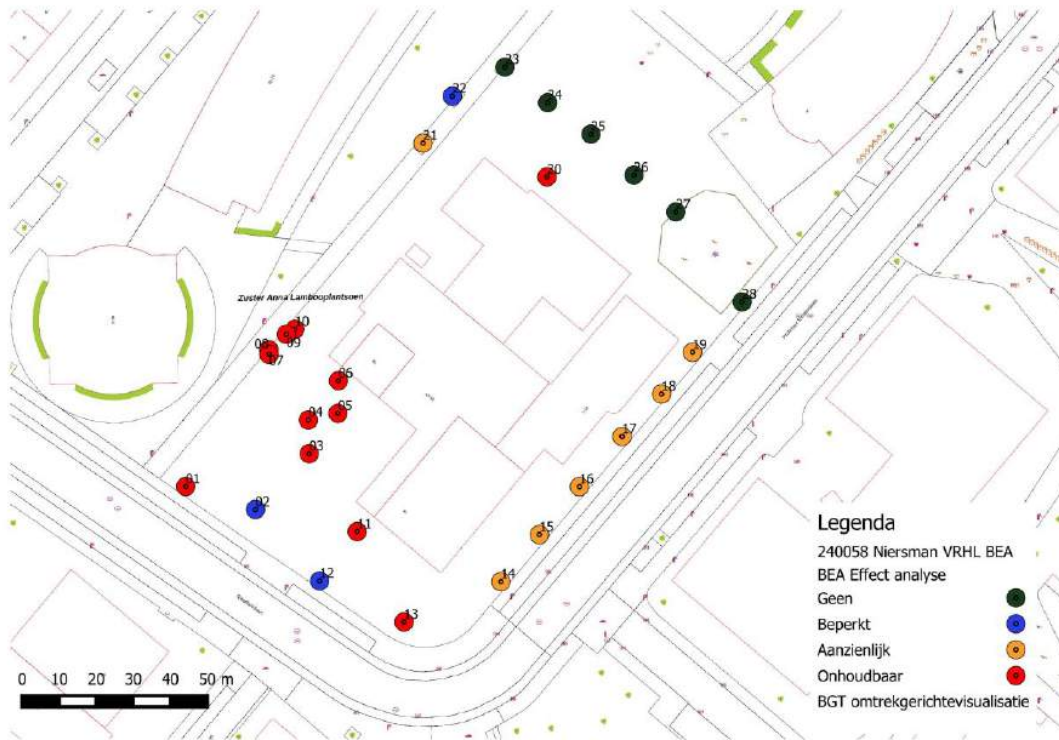 23
22
24
21
25
20
26
27
28
Zuster Anna Lambouplantsoen
10
09
08
07
19
06
18
05
04
17
03
16
01
02
11
15
12
14
13
Legenda
240058 Niersman VRHL BEA
BEA Effect analyse
Geen
Beperkt
Aanzienlijk
Onhoudbaar
BGT omtrekgerichtevisualisatie
0 10 20 30 40 50 m